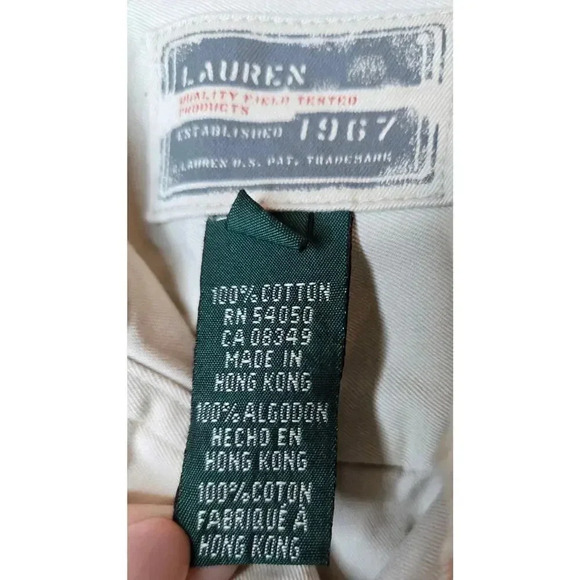 LAUREN
QUALITY FIELD TESTED
PRODUCTS
ESTABLISHED 1967
LAUREN U.S. PAT. TRADEMARK
100% COTTON
RN 54050
CA 08349
MADE IN
HONG KONG
100% ALGODON
HECHO EN
HONG KONG
100% COTON
FABRIQUÉ À
HONG KONG